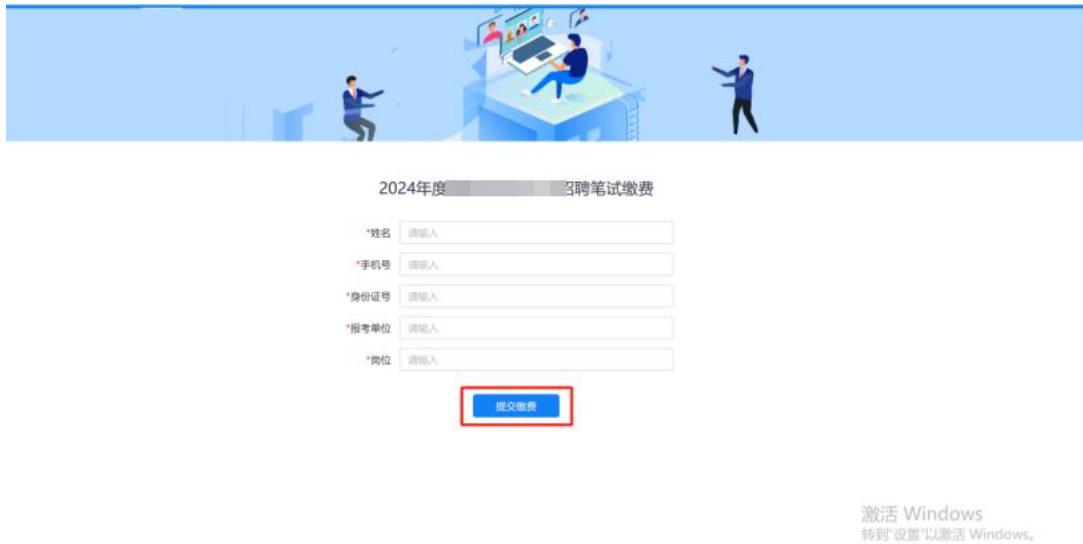 2024年度 招聘笔试缴费
*姓名 请输入
*手机号 请输入
*身份证号 请输入
*报考单位 请输入
*岗位 请输入
提交缴费
激活 Windows
转到"设置"以激活 Windows。